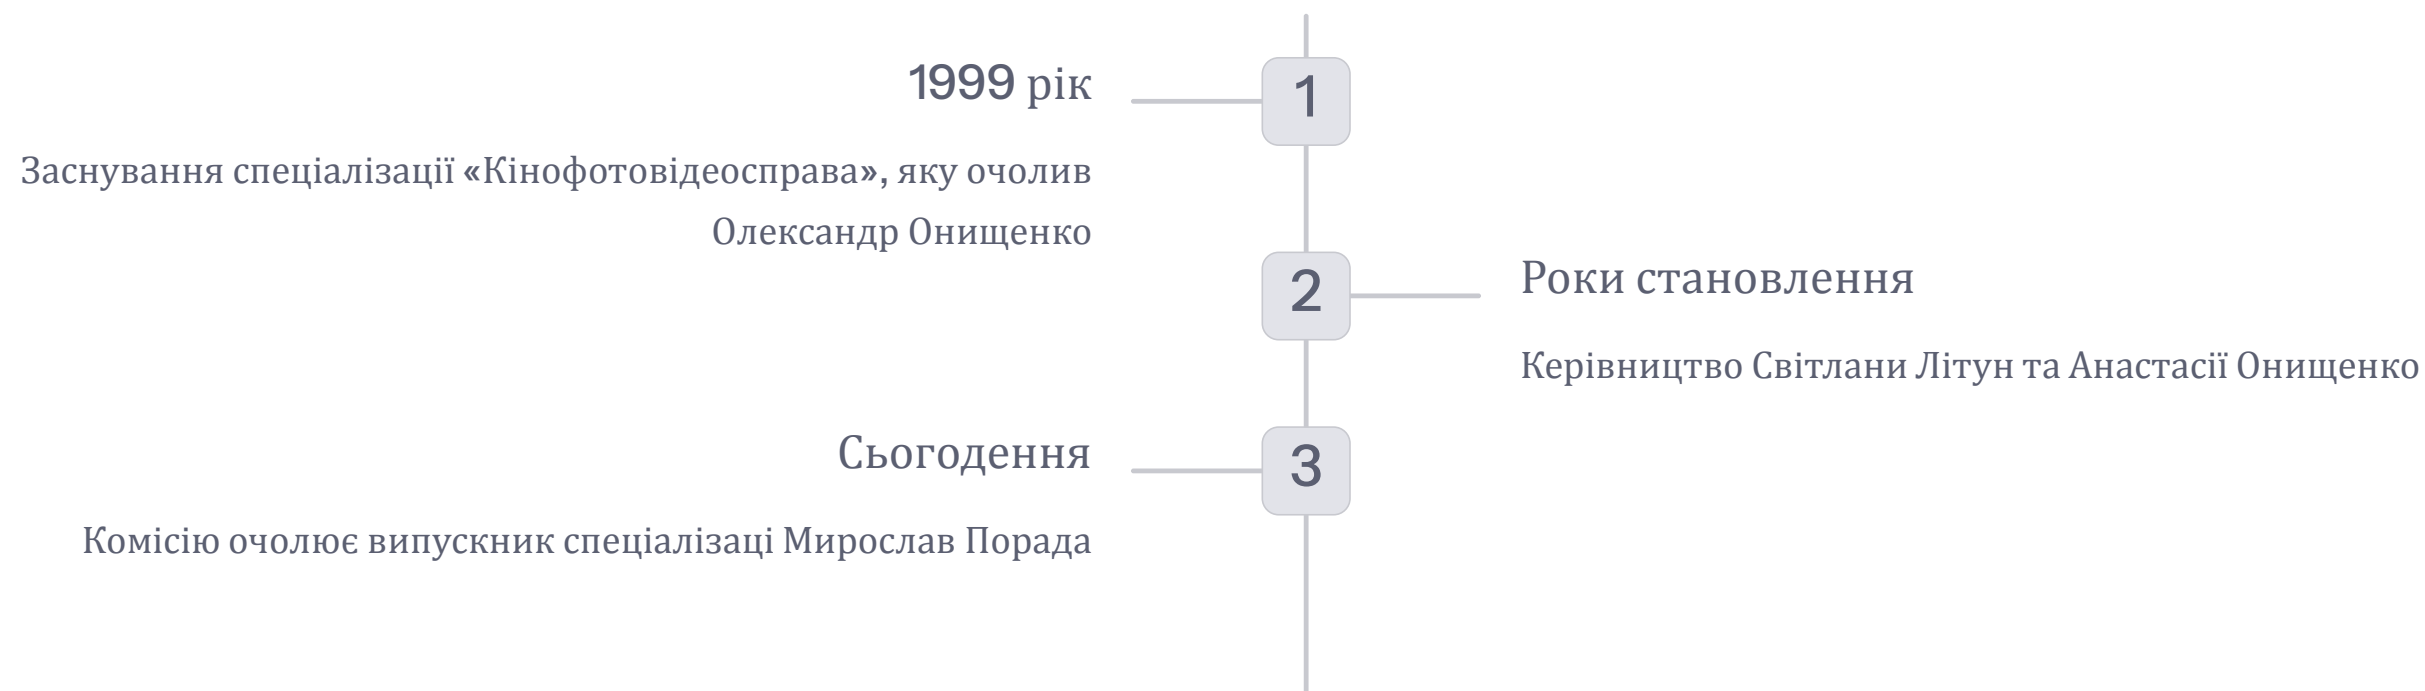 1999 рік
1
Заснування спеціалізації «Кінофотовідеосправа», яку очолив
Олександр Онищенко
2
Роки становлення
Керівництво Світлани Літун та Анастасії Онищенко
Сьогодення
3
Комісію очолює випускник спеціалізаці Мирослав Порада